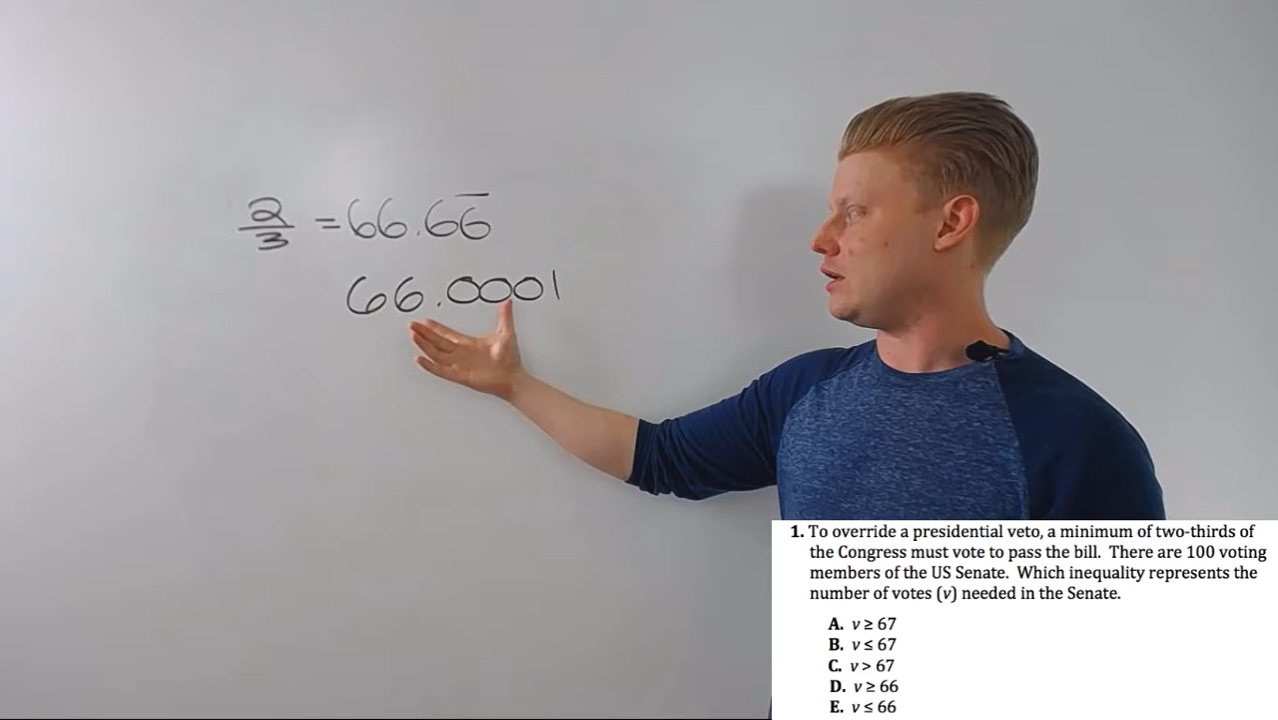 2/3 = 66.66̅
66.0001
1. To override a presidential veto, a minimum of two-thirds of
the Congress must vote to pass the bill. There are 100 voting
members of the US Senate. Which inequality represents the
number of votes (v) needed in the Senate.
A. v ≥ 67
B. v ≤ 67
C. v > 67
D. v ≥ 66
E. v ≤ 66